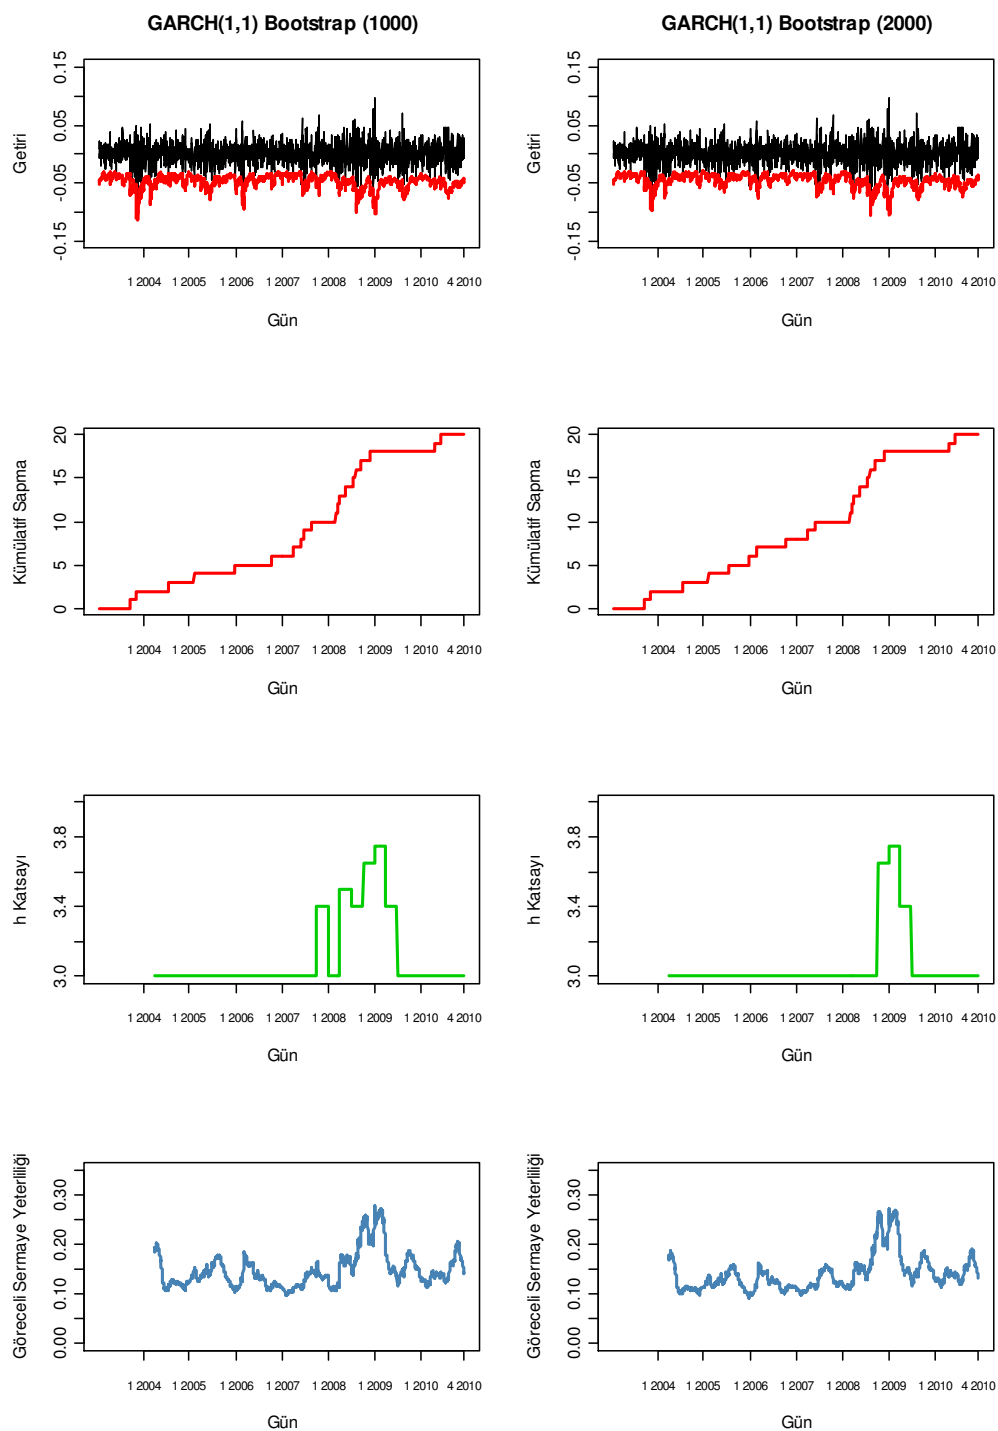 GARCH(1,1) Bootstrap (1000)
Getiri
0.15
0.05
-0.05
-0.15
1 2004 1 2005 1 2006 1 2007 1 2008 1 2009 1 2010 4 2010
Gün
GARCH(1,1) Bootstrap (2000)
Getiri
0.15
0.05
-0.05
-0.15
1 2004 1 2005 1 2006 1 2007 1 2008 1 2009 1 2010 4 2010
Gün
Kümülatif Sapma
20
15
10
5
0
1 2004 1 2005 1 2006 1 2007 1 2008 1 2009 1 2010 4 2010
Gün
Kümülatif Sapma
20
15
10
5
0
1 2004 1 2005 1 2006 1 2007 1 2008 1 2009 1 2010 4 2010
Gün
h Katsayı
3.8
3.4
3.0
1 2004 1 2005 1 2006 1 2007 1 2008 1 2009 1 2010 4 2010
Gün
h Katsayı
3.8
3.4
3.0
1 2004 1 2005 1 2006 1 2007 1 2008 1 2009 1 2010 4 2010
Gün
Göreceli Sermaye Yeterliliği
0.30
0.20
0.10
0.00
1 2004 1 2005 1 2006 1 2007 1 2008 1 2009 1 2010 4 2010
Gün
Göreceli Sermaye Yeterliliği
0.30
0.20
0.10
0.00
1 2004 1 2005 1 2006 1 2007 1 2008 1 2009 1 2010 4 2010
Gün